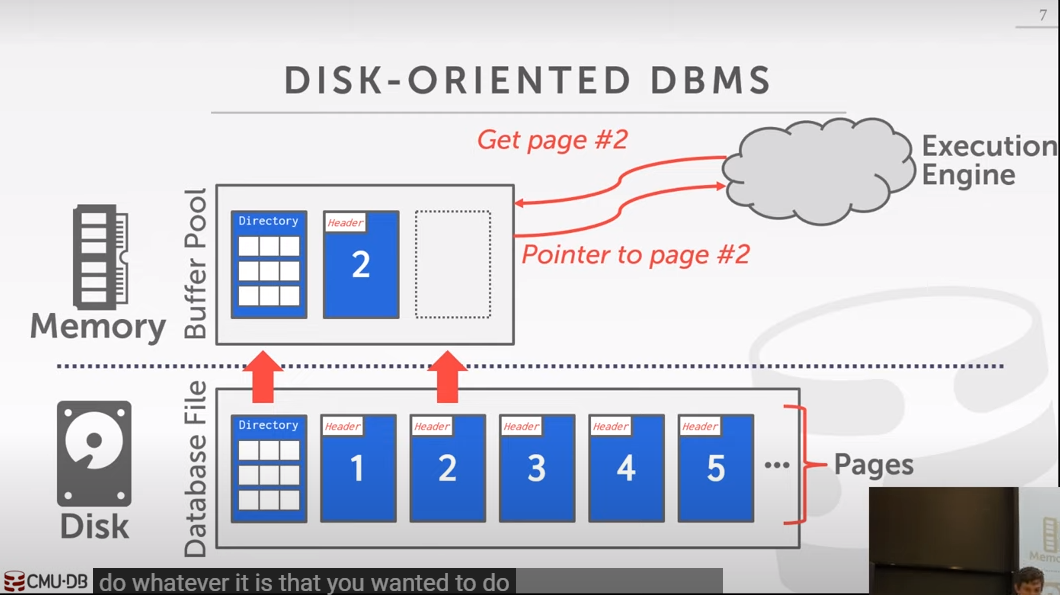 7
DISK-ORIENTED DBMS
Get page #2
Execution
Engine
Pointer to page #2
Buffer Pool
Directory
Header
2
Memory
Database File
Directory
Header
1
Header
2
Header
3
Header
4
Header
5
...
Pages
Disk
CMU·DB
do whatever it is that you wanted to do